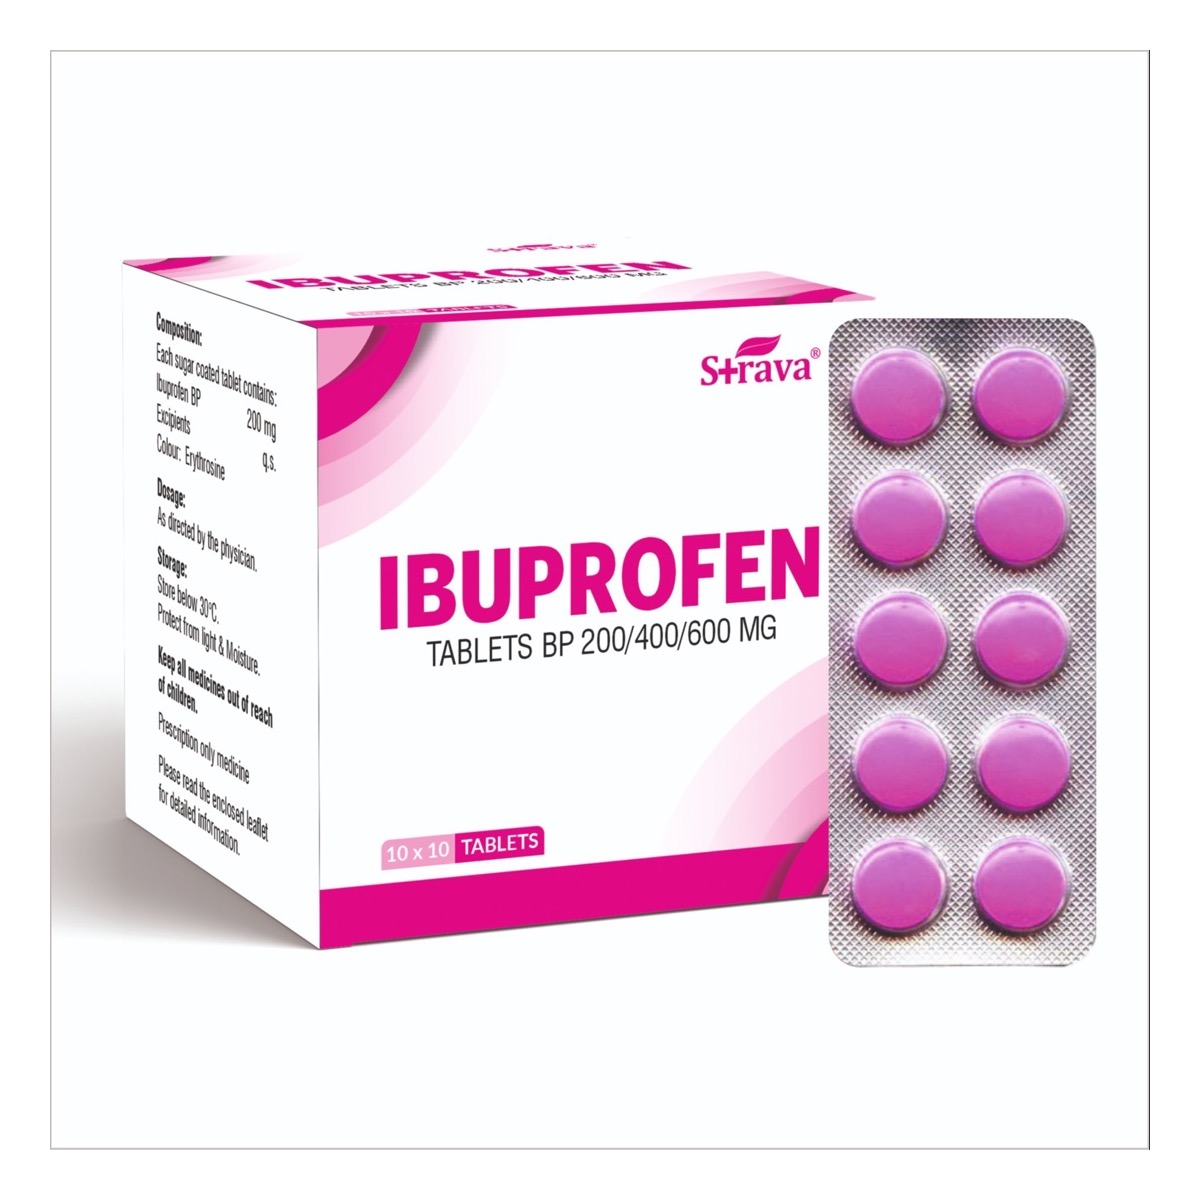 Strava
IBUPROFEN
TABLETS BP 200/400/600 MG
10 x 10 TABLETS
Composition:
Each sugar coated tablet contains:
Ibuprofen BP 200 mg
Excipients q.s.
Colour: Erythrosine
Dosage:
As directed by the physician.
Storage:
Store below 30°C.
Protect from light & Moisture.
Keep all medicines out of reach
of children.
Prescription only medicine
Please read the enclosed leaflet
for detailed information.
Strava®
IBUPROFEN
TABLETS BP 200/400/600 MG
10 x 10 TABLETS